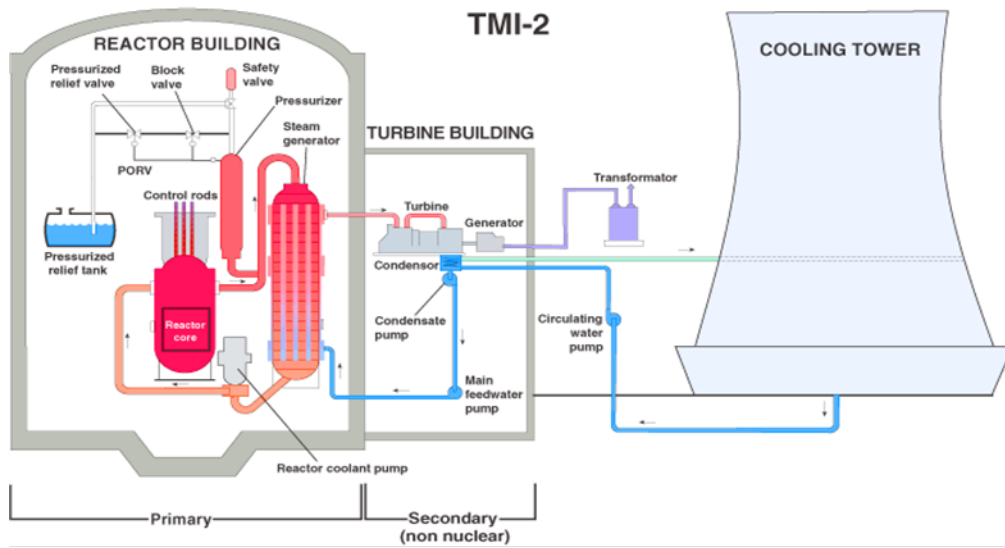 TMI-2
REACTOR BUILDING
COOLING TOWER
Pressurized
relief valve
Block
valve
Safety
valve
Pressurizer
Steam
generator
TURBINE BUILDING
PORV
Control rods
Transformator
Turbine
Generator
Pressurized
relief tank
Condensor
Reactor
core
Condensate
pump
Circulating
water
pump
Main
feedwater
pump
Reactor coolant pump
Primary
Secondary
(non nuclear)